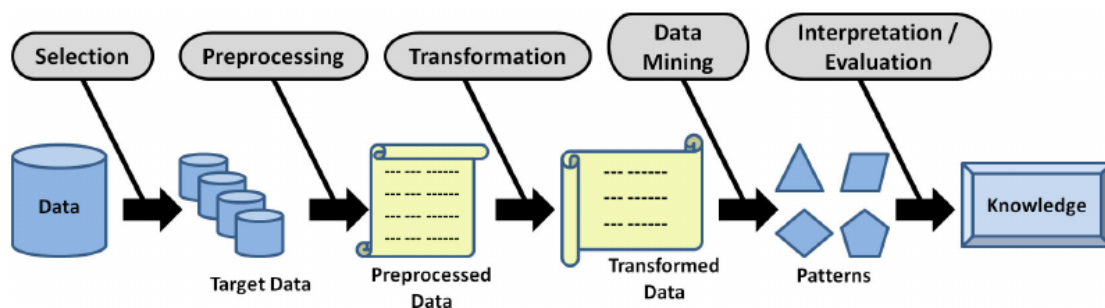 Selection
Preprocessing
Transformation
Data
Mining
Interpretation /
Evaluation
Data
Target Data
Preprocessed
Data
Transformed
Data
Patterns
Knowledge